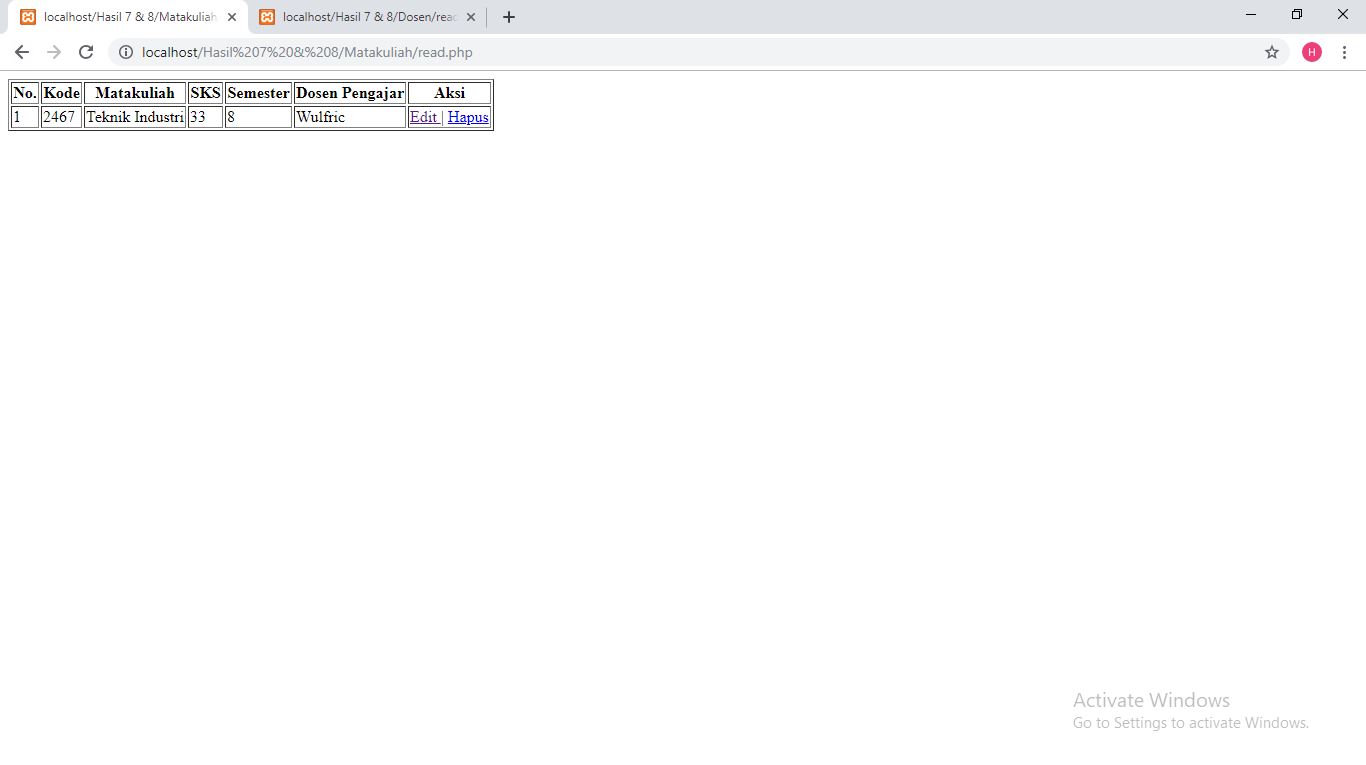 localhost/Hasil 7 & 8/Matakuliah
localhost/Hasil 7 & 8/Dosen/read
localhost/Hasil%207%20&%208/Matakuliah/read.php
H
No. Kode Matakuliah SKS Semester Dosen Pengajar Aksi
1 2467 Teknik Industri 33 8 Wulfric Edit | Hapus
Activate Windows
Go to Settings to activate Windows.